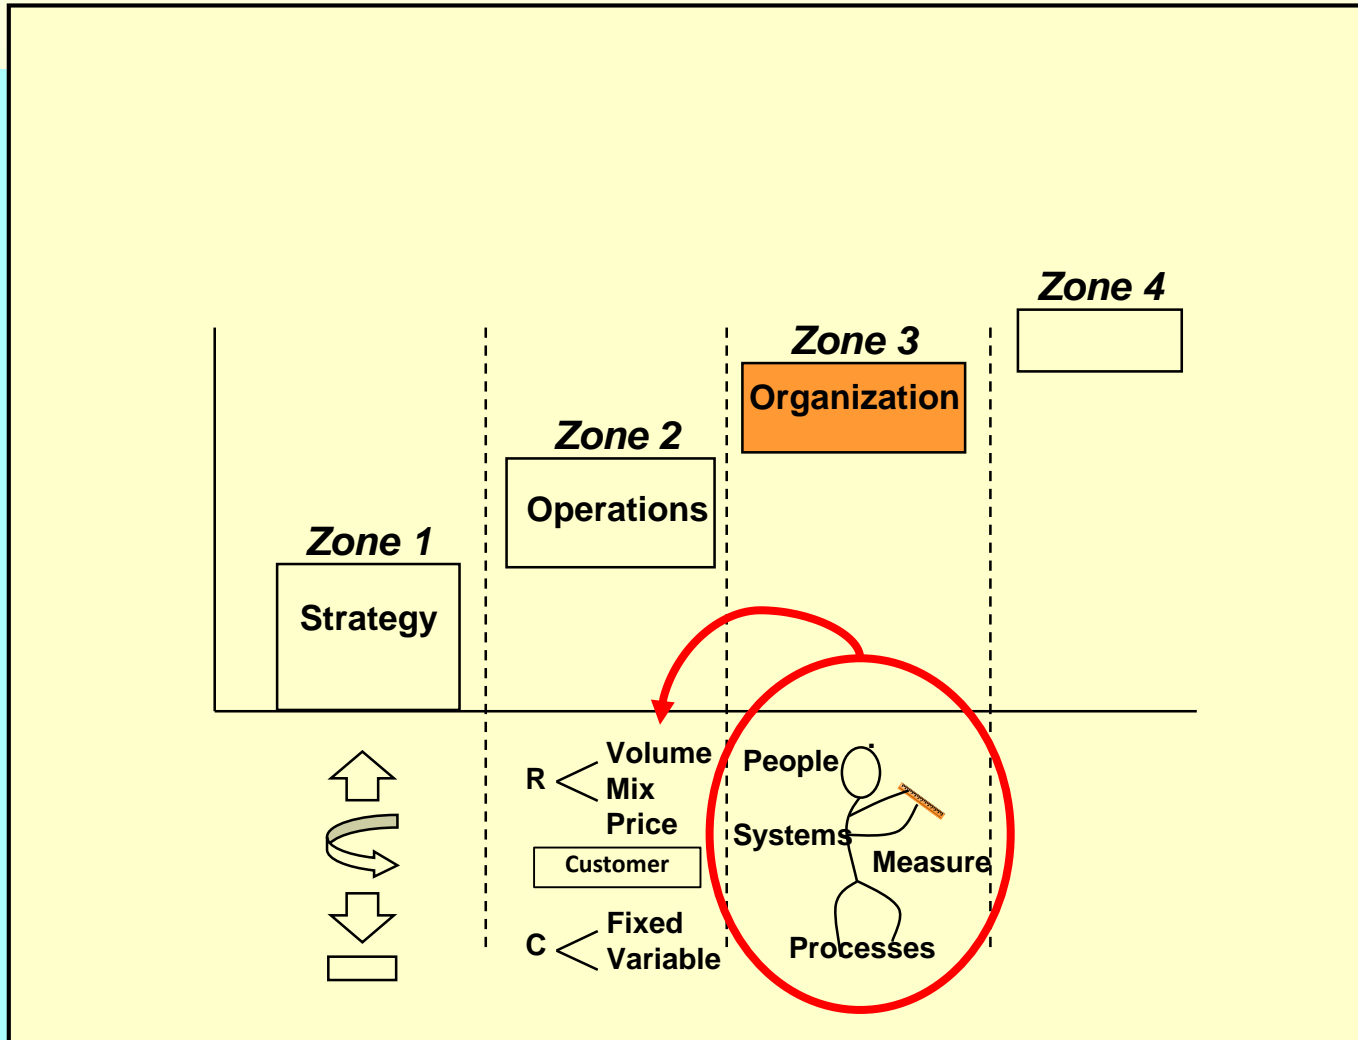 Zone 4
Zone 3
Organization
Zone 2
Operations
Zone 1
Strategy
R
Volume
Mix
Price
Customer
C
Fixed
Variable
People
Systems
Measure
Processes